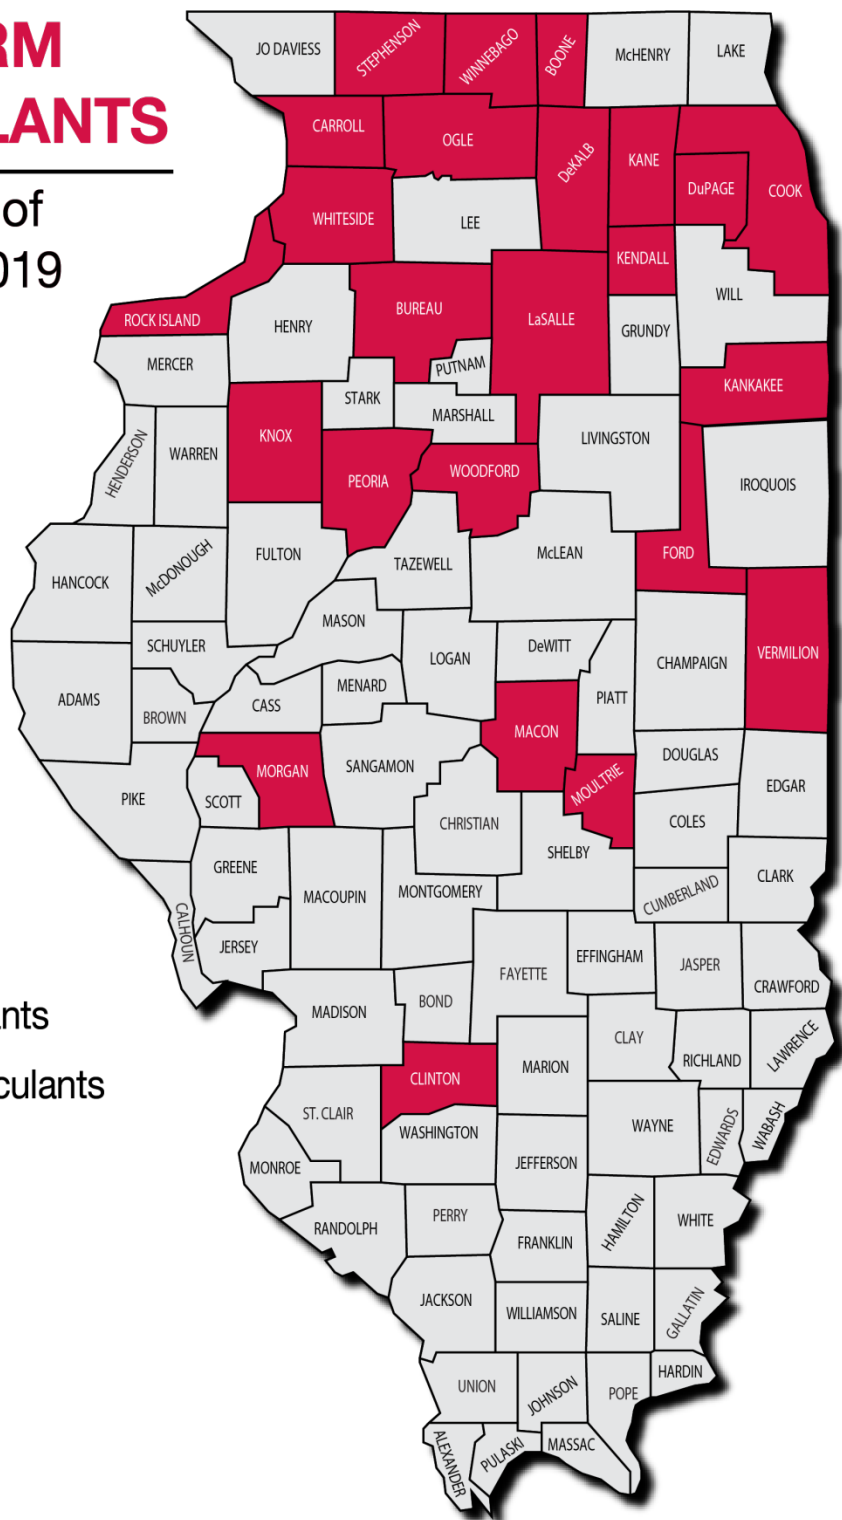 RM
LANTS
of
019
nts
culants
JO DAVIESS
STEPHENSON
WINNEBAGO
BOONE
McHENRY
LAKE
CARROLL
OGLE
DeKALB
KANE
DuPAGE
COOK
WHITESIDE
LEE
KENDALL
ROCK ISLAND
HENRY
BUREAU
LaSALLE
GRUNDY
WILL
MERCER
PUTNAM
KANKAKEE
STARK
MARSHALL
HENDERSON
WARREN
KNOX
PEORIA
WOODFORD
LIVINGSTON
IROQUOIS
HANCOCK
McDONOUGH
FULTON
TAZEWELL
McLEAN
FORD
MASON
SCHUYLER
LOGAN
DeWITT
CHAMPAIGN
VERMILION
ADAMS
BROWN
CASS
MENARD
PIATT
MACON
PIKE
SCOTT
MORGAN
SANGAMON
MOULTRIE
DOUGLAS
EDGAR
CHRISTIAN
COLES
SHELBY
GREENE
MACOUPIN
MONTGOMERY
CUMBERLAND
CLARK
CALHOUN
JERSEY
FAYETTE
EFFINGHAM
JASPER
CRAWFORD
MADISON
BOND
CLAY
RICHLAND
LAWRENCE
CLINTON
MARION
ST. CLAIR
WASHINGTON
WAYNE
EDWARDS
WABASH
MONROE
JEFFERSON
RANDOLPH
PERRY
FRANKLIN
HAMILTON
WHITE
JACKSON
WILLIAMSON
SALINE
GALLATIN
UNION
JOHNSON
POPE
HARDIN
ALEXANDER
PULASKI
MASSAC